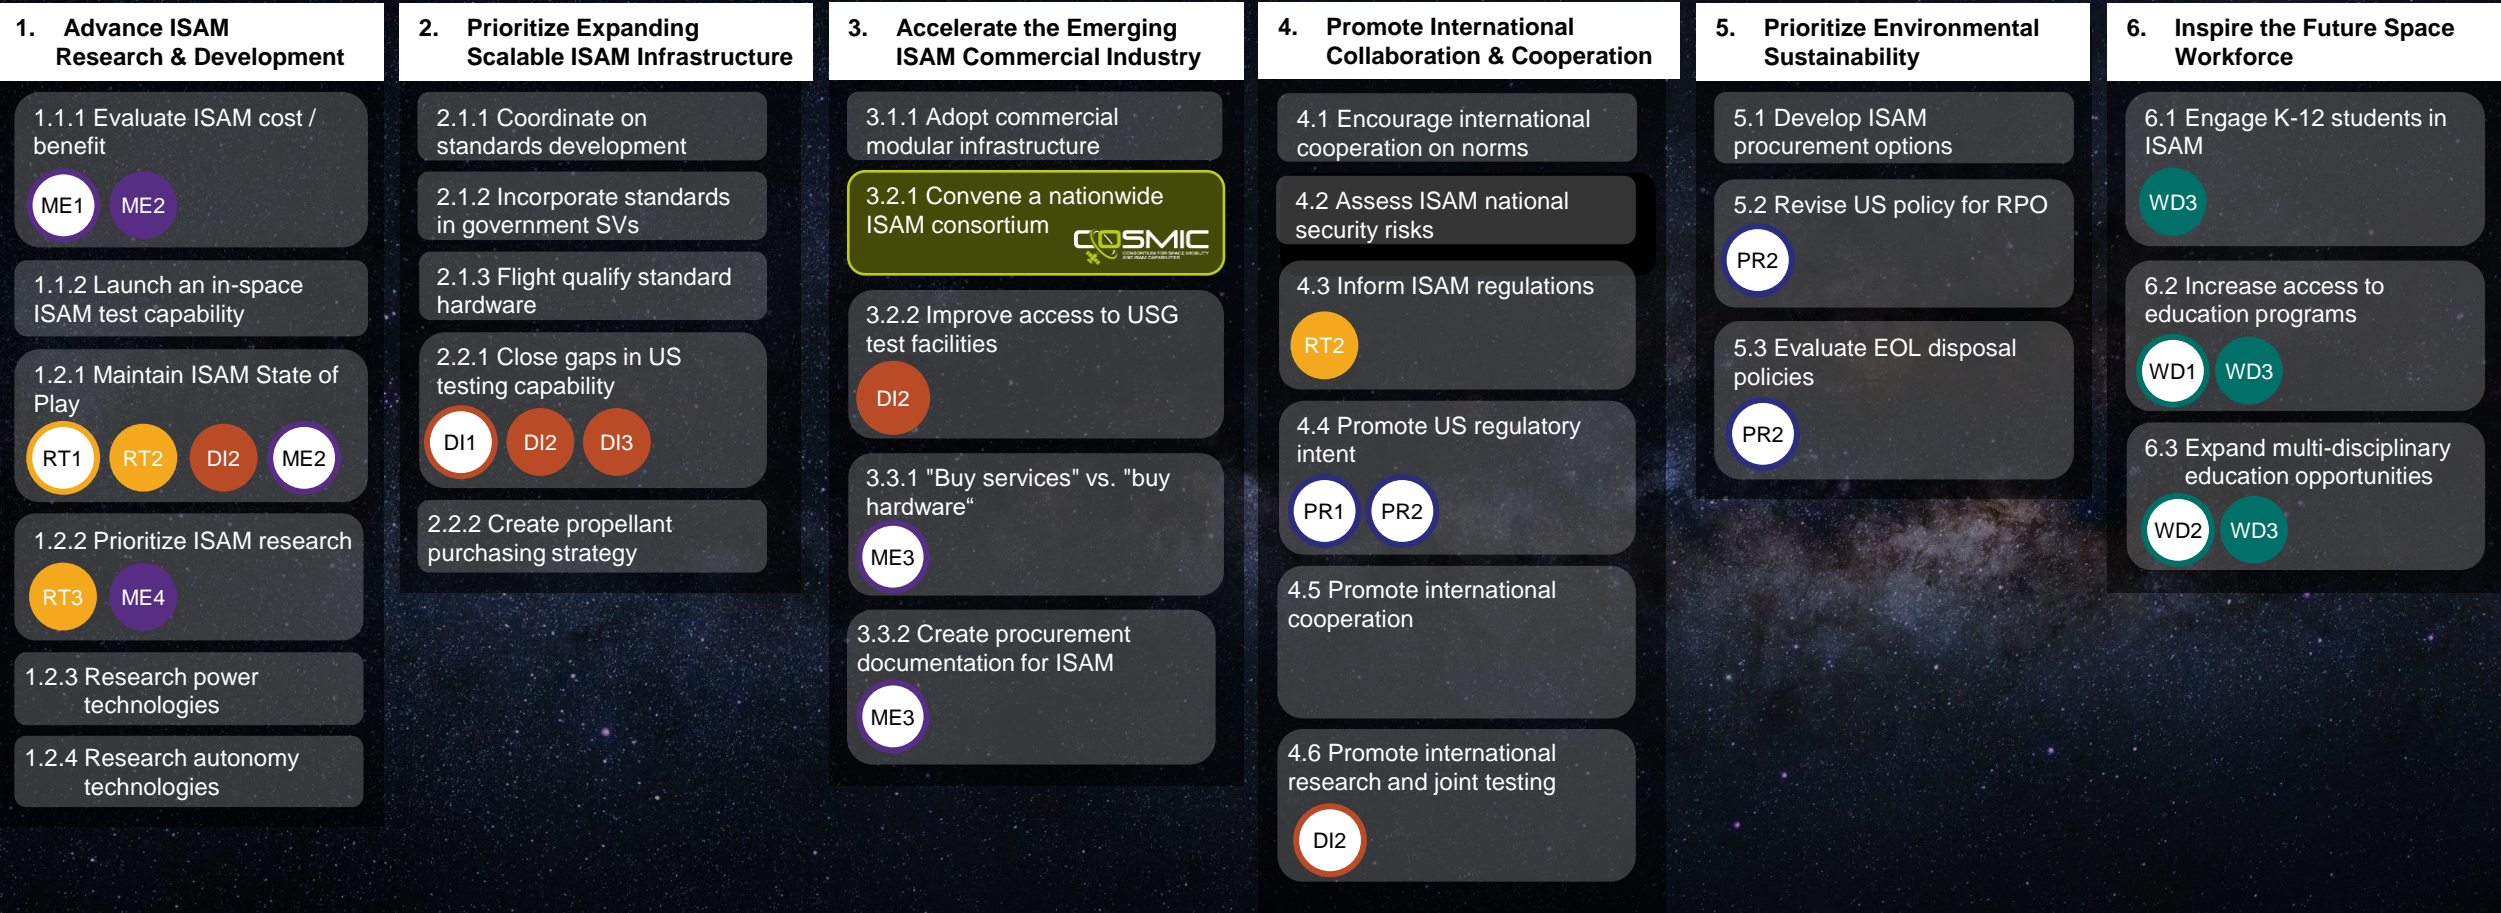 1. Advance ISAM
Research & Development
1.1.1 Evaluate ISAM cost /
benefit
ME1 ME2
1.1.2 Launch an in-space
ISAM test capability
1.2.1 Maintain ISAM State of
Play
RT1 RT2 DI2 ME2
1.2.2 Prioritize ISAM research
RT3 ME4
1.2.3 Research power
technologies
1.2.4 Research autonomy
technologies
2. Prioritize Expanding
Scalable ISAM Infrastructure
2.1.1 Coordinate on
standards development
2.1.2 Incorporate standards
in government SVs
2.1.3 Flight qualify standard
hardware
2.2.1 Close gaps in US
testing capability
DI1 DI2 DI3
2.2.2 Create propellant
purchasing strategy
3. Accelerate the Emerging
ISAM Commercial Industry
3.1.1 Adopt commercial
modular infrastructure
3.2.1 Convene a nationwide
ISAM consortium
COSMIC
CONSORTIUM FOR SPACE MOBILITY
AND ISAM CAPABILITIES
3.2.2 Improve access to USG
test facilities
DI2
3.3.1 "Buy services" vs. "buy
hardware“
ME3
3.3.2 Create procurement
documentation for ISAM
ME3
4. Promote International
Collaboration & Cooperation
4.1 Encourage international
cooperation on norms
4.2 Assess ISAM national
security risks
4.3 Inform ISAM regulations
RT2
4.4 Promote US regulatory
intent
PR1 PR2
4.5 Promote international
cooperation
4.6 Promote international
research and joint testing
DI2
5. Prioritize Environmental
Sustainability
5.1 Develop ISAM
procurement options
5.2 Revise US policy for RPO
PR2
5.3 Evaluate EOL disposal
policies
PR2
6. Inspire the Future Space
Workforce
6.1 Engage K-12 students in
ISAM
WD3
6.2 Increase access to
education programs
WD1 WD3
6.3 Expand multi-disciplinary
education opportunities
WD2 WD3